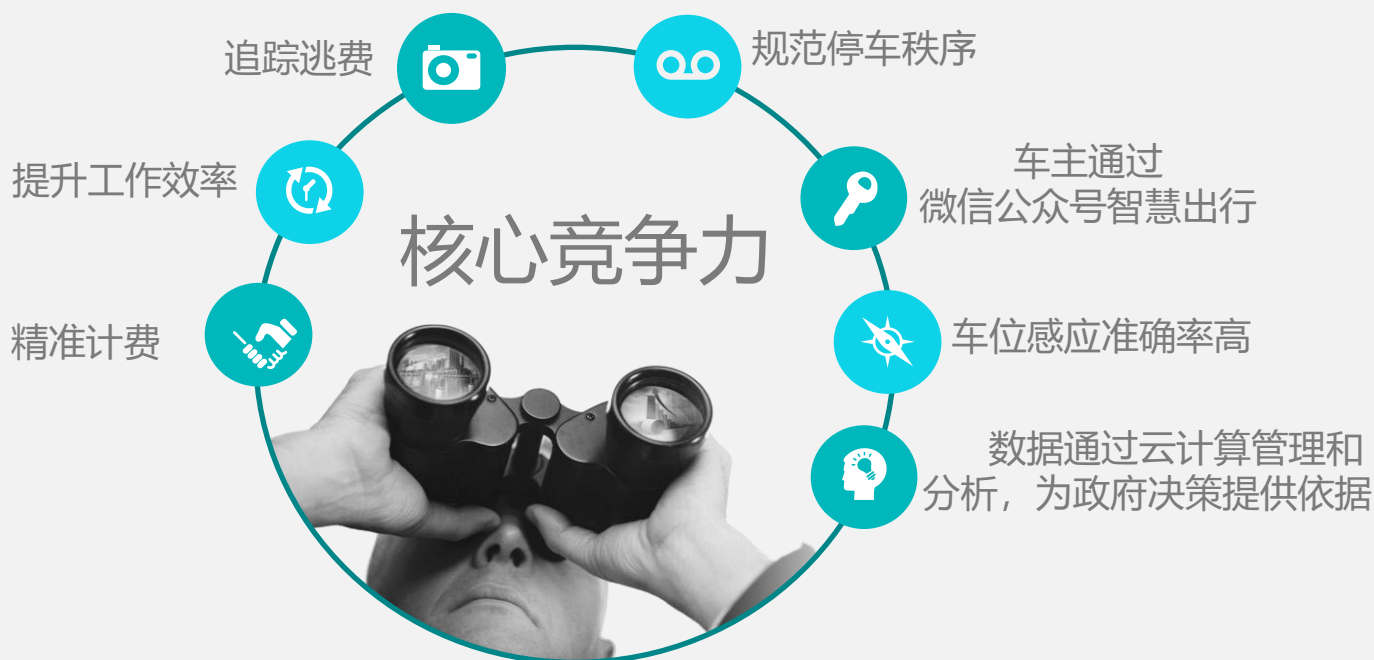 追踪逃费
规范停车秩序
提升工作效率
车主通过
微信公众号智慧出行
核心竞争力
精准计费
车位感应准确率高
数据通过云计算管理和
分析，为政府决策提供依据